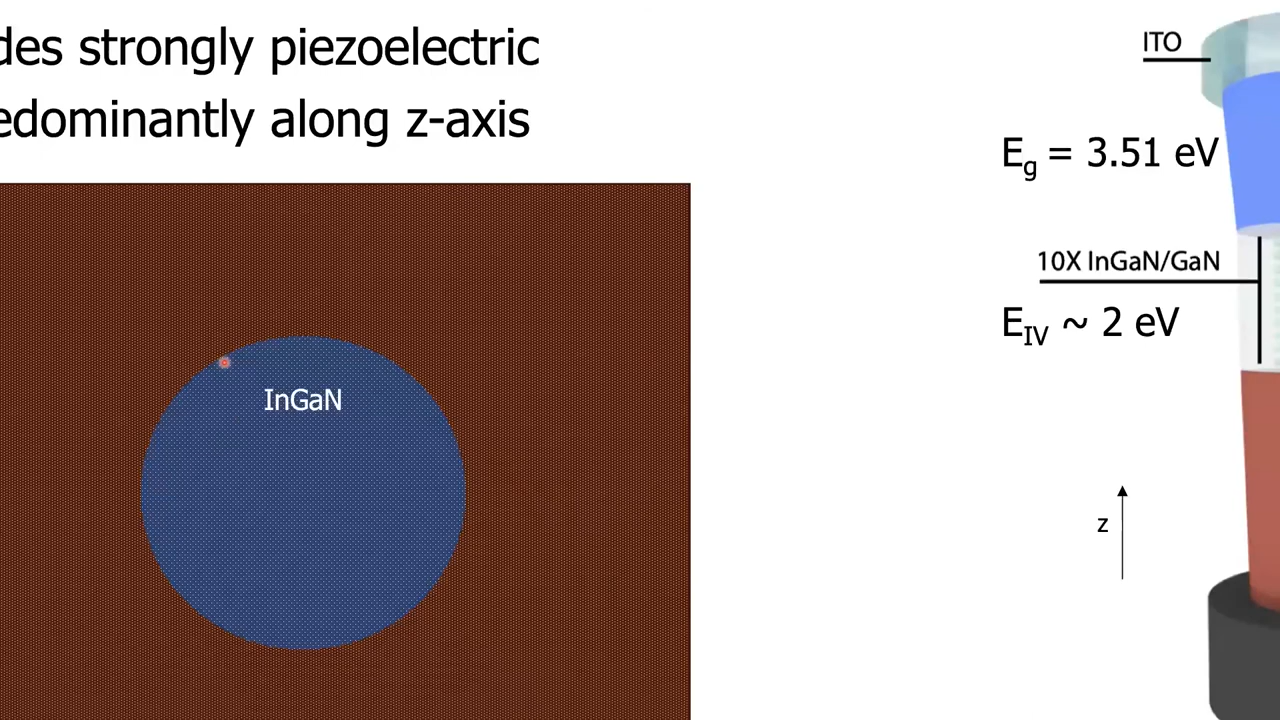 des strongly piezoelectric
edominantly along z-axis
InGaN
ITO
Eg = 3.51 eV
10X InGaN/GaN
EIV ~ 2 eV
z